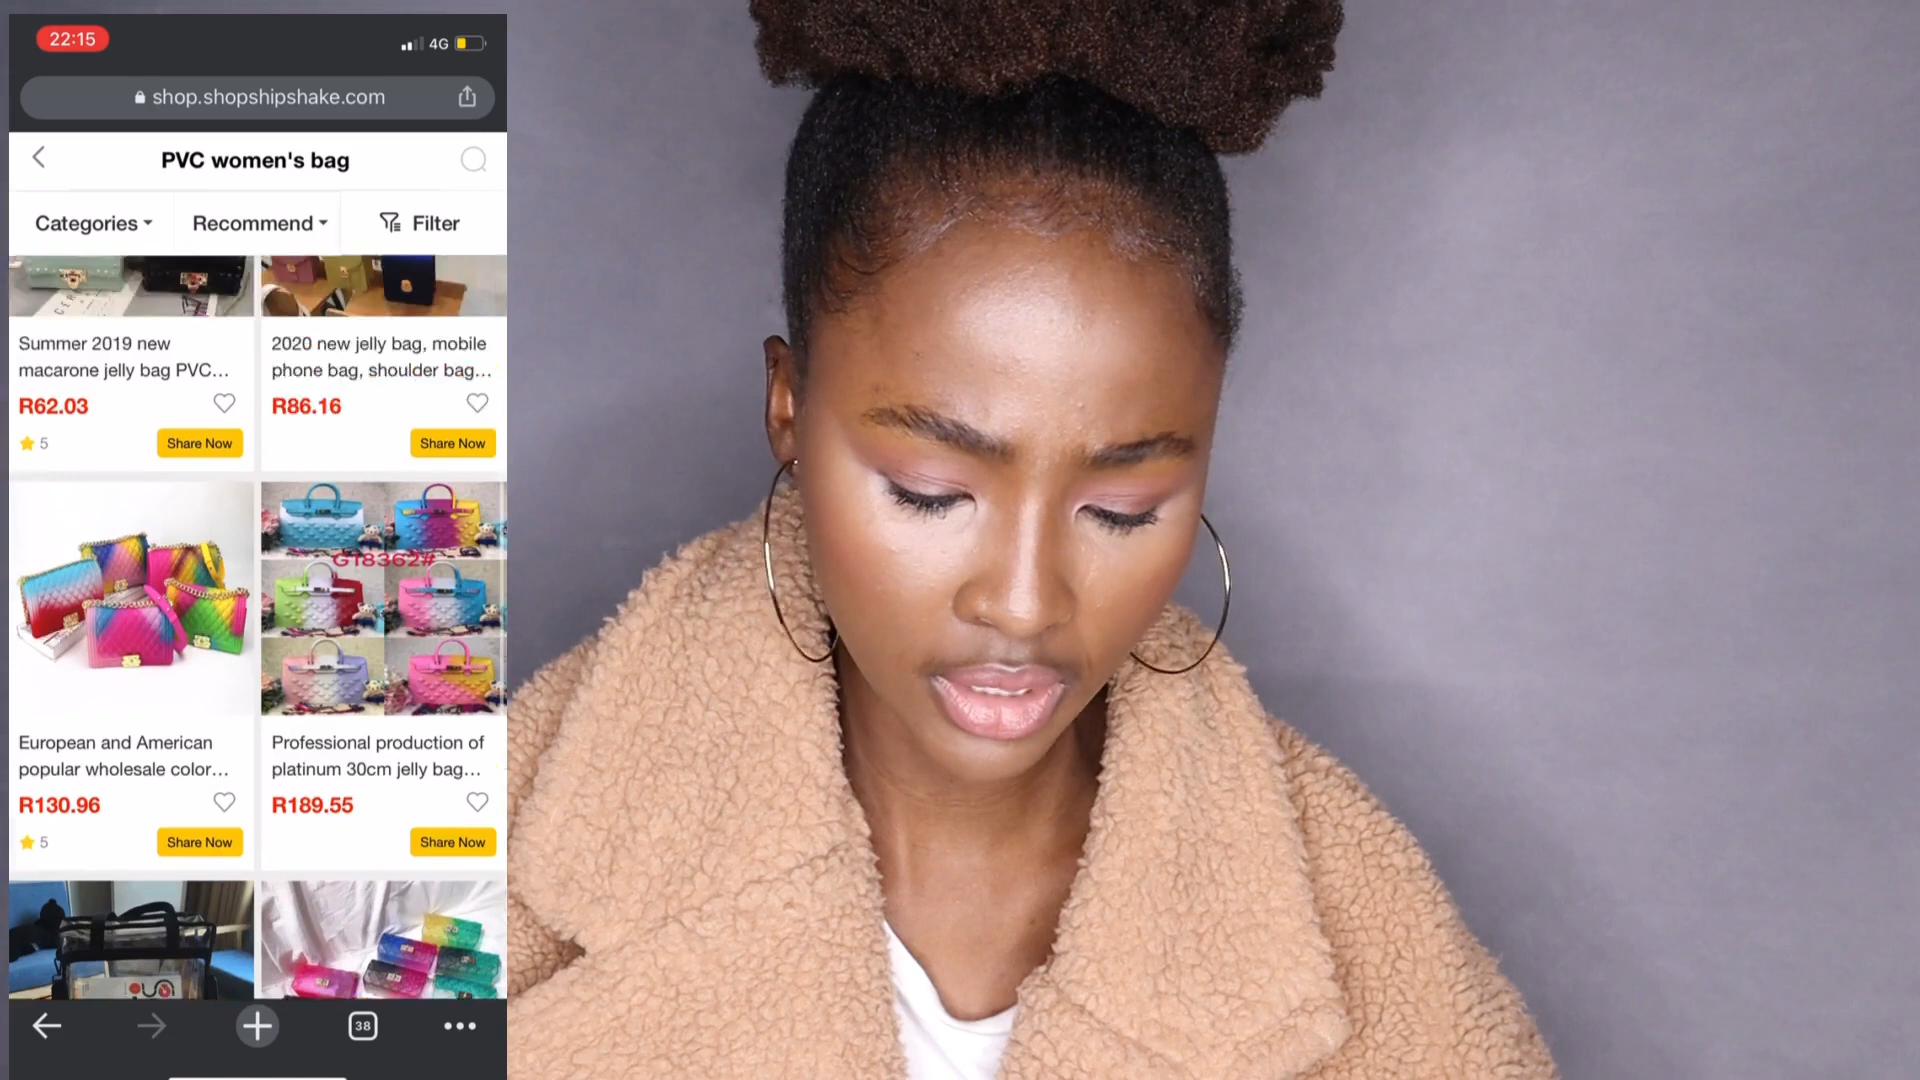 22:15
4G
shop.shopshipshake.com
PVC women's bag
Categories
Recommend
Filter
Summer 2019 new
macarone jelly bag PVC...
R62.03
5
Share Now
2020 new jelly bag, mobile
phone bag, shoulder bag...
R86.16
Share Now
G18362#
European and American
popular wholesale color...
R130.96
5
Share Now
Professional production of
platinum 30cm jelly bag...
R189.55
Share Now
38